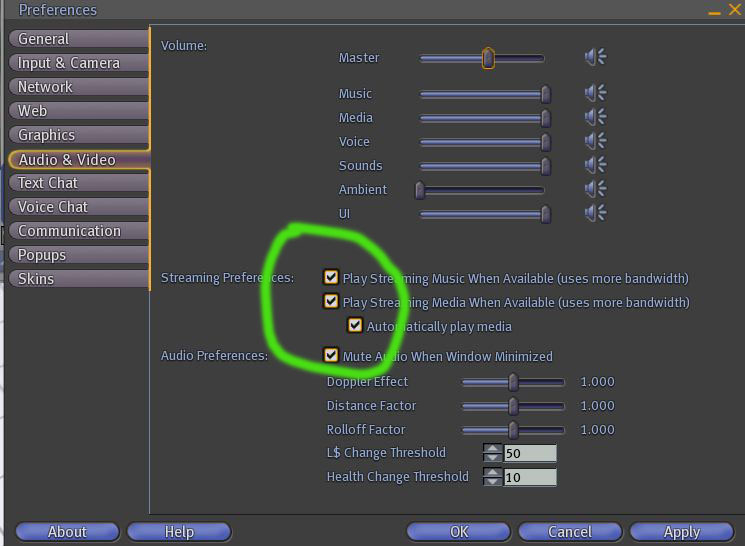 Preferences
General
Input & Camera
Network
Web
Graphics
Audio & Video
Text Chat
Voice Chat
Communication
Popups
Skins
Volume:
Master
Music
Media
Voice
Sounds
Ambient
UI
Streaming Preferences:
Play Streaming Music When Available (uses more bandwidth)
Play Streaming Media When Available (uses more bandwidth)
Automatically play media
Audio Preferences:
Mute Audio When Window Minimized
Doppler Effect 1.000
Distance Factor 1.000
Rolloff Factor 1.000
L$ Change Threshold 50
Health Change Threshold 10
About Help OK Cancel Apply